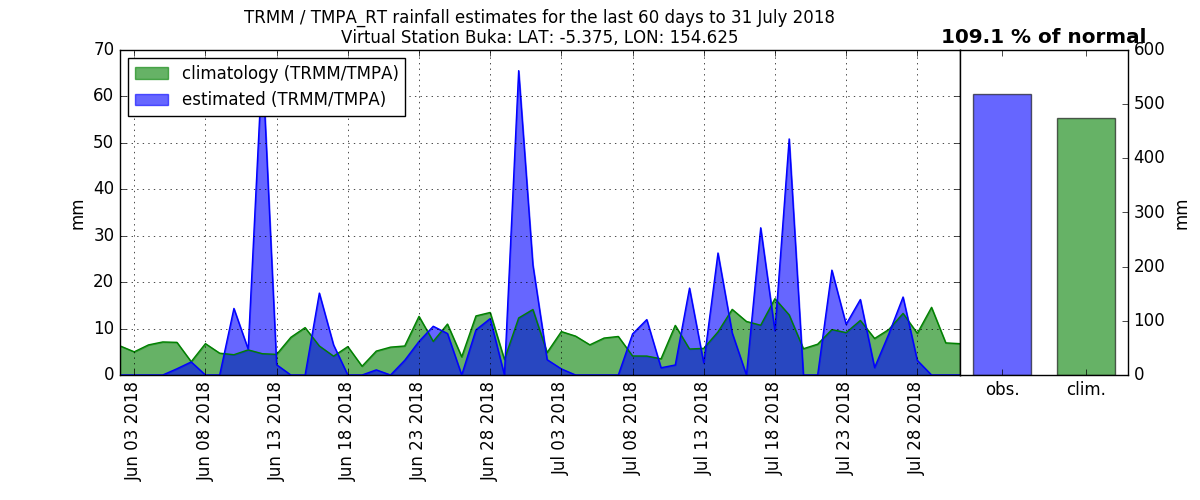 TRMM / TMPA_RT rainfall estimates for the last 60 days to 31 July 2018
Virtual Station Buka: LAT: -5.375, LON: 154.625
109.1 % of normal
climatology (TRMM/TMPA)
estimated (TRMM/TMPA)
70
60
50
40
30
20
10
0
mm
Jun 03 2018
Jun 08 2018
Jun 13 2018
Jun 18 2018
Jun 23 2018
Jun 28 2018
Jul 03 2018
Jul 08 2018
Jul 13 2018
Jul 18 2018
Jul 23 2018
Jul 28 2018
obs.
clim.
600
500
400
300
200
100
0
mm